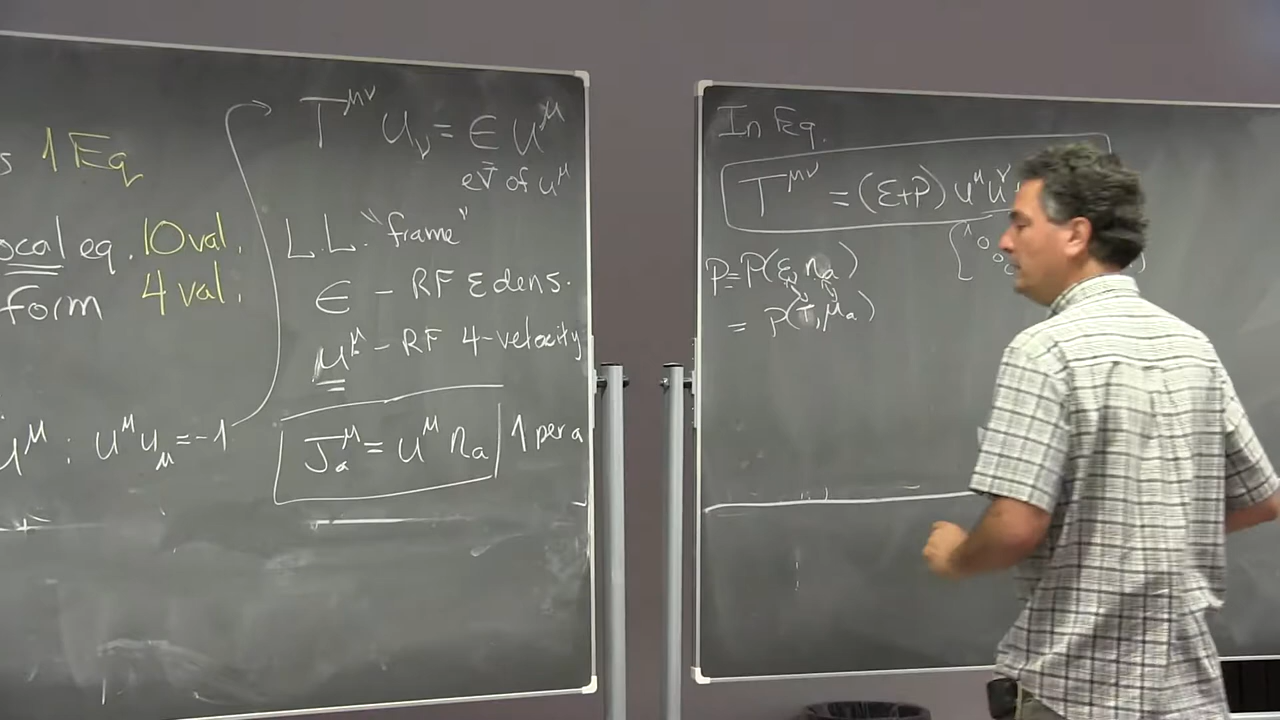 s 1 Eq
ocal eq. 10 val.
form 4 val.
u^μ : u^μ u_μ = -1
T^{μν} u_ν = ϵ u^μ
ev⃗ of u^μ
L.L. "frame"
ϵ - RF ε dens.
u^μ - RF 4-velocity
J_a^μ = u^μ n_a 1 per a
In Eq.
T^{μν} = (ε+P) u^μ u^ν
P = P(ε, n_a)
= P(T, μ_a)